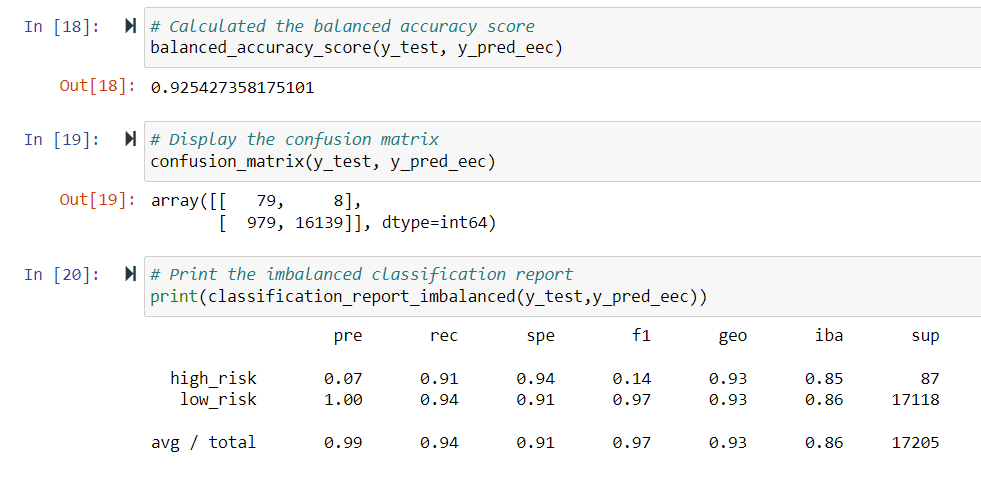 In [18]: # Calculated the balanced accuracy score
balanced_accuracy_score(y_test, y_pred_eec)
Out[18]: 0.925427358175101
In [19]: # Display the confusion matrix
confusion_matrix(y_test, y_pred_eec)
Out[19]: array([[   79,     8],
       [  979, 16139]], dtype=int64)
In [20]: # Print the imbalanced classification report
print(classification_report_imbalanced(y_test,y_pred_eec))
pre rec spe f1 geo iba sup
high_risk 0.07 0.91 0.94 0.14 0.93 0.85 87
low_risk 1.00 0.94 0.91 0.97 0.93 0.86 17118
avg / total 0.99 0.94 0.91 0.97 0.93 0.86 17205